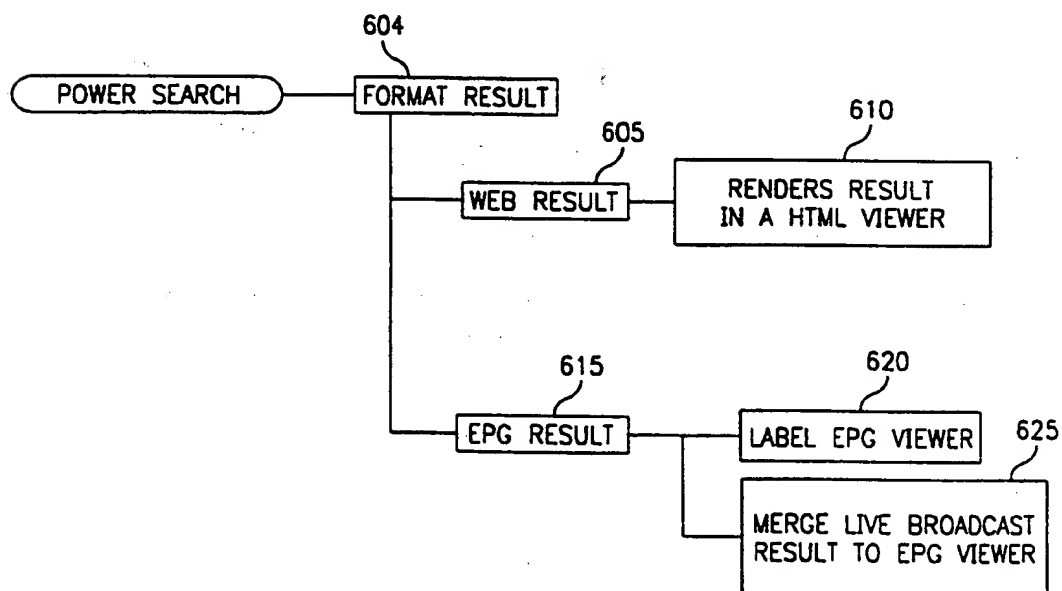 604
POWER SEARCH
FORMAT RESULT
605
WEB RESULT
610
RENDERS RESULT
IN A HTML VIEWER
615
EPG RESULT
620
LABEL EPG VIEWER
625
MERGE LIVE BROADCAST
RESULT TO EPG VIEWER